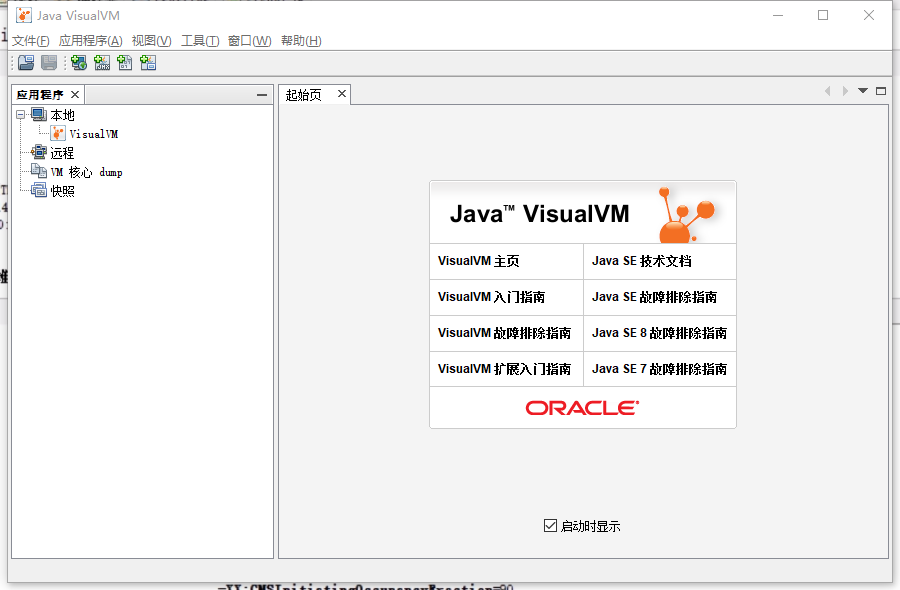 Java VisualVM
文件(F) 应用程序(A) 视图(V) 工具(T) 窗口(W) 帮助(H)
应用程序
本地
VisualVM
远程
VM 核心 dump
快照
起始页
Java™ VisualVM
VisualVM 主页 Java SE 技术文档
VisualVM 入门指南 Java SE 故障排除指南
VisualVM 故障排除指南 Java SE 8 故障排除指南
VisualVM 扩展入门指南 Java SE 7 故障排除指南
ORACLE
启动时显示